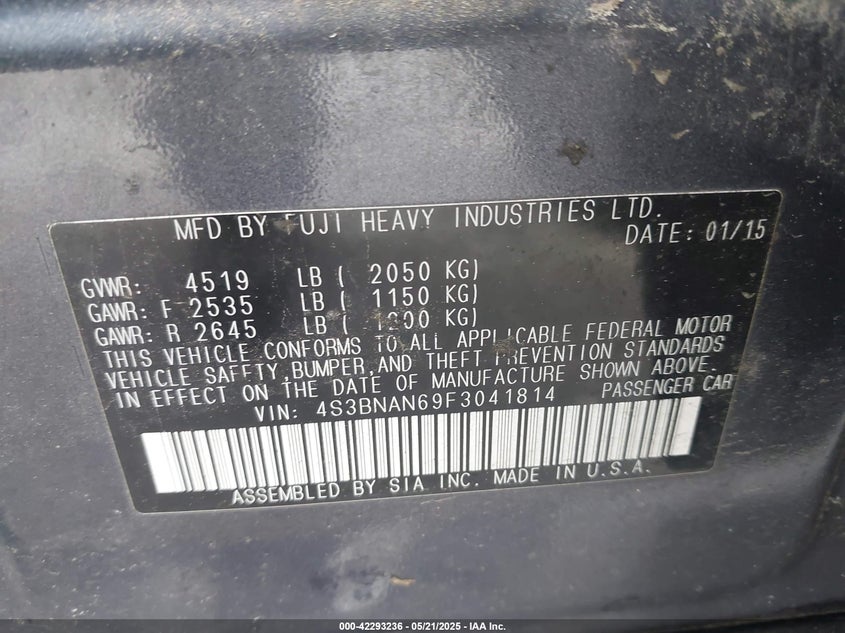 MFD BY FUJI HEAVY INDUSTRIES LTD.
DATE: 01/15
GVWR: 4519 LB ( 2050 KG)
GAWR: F 2535 LB ( 1150 KG)
GAWR: R 2645 LB ( 1200 KG)
THIS VEHICLE CONFORMS TO ALL APPLICABLE FEDERAL MOTOR
VEHICLE SAFETY, BUMPER, AND THEFT PREVENTION STANDARDS
IN EFFECT ON THE DATE OF MANUFACTURE SHOWN ABOVE.
VIN: 4S3BNAN69F3041814 PASSENGER CAR
ASSEMBLED BY SIA INC. MADE IN U.S.A.
000-42293236 - 05/21/2025 - IAA Inc.